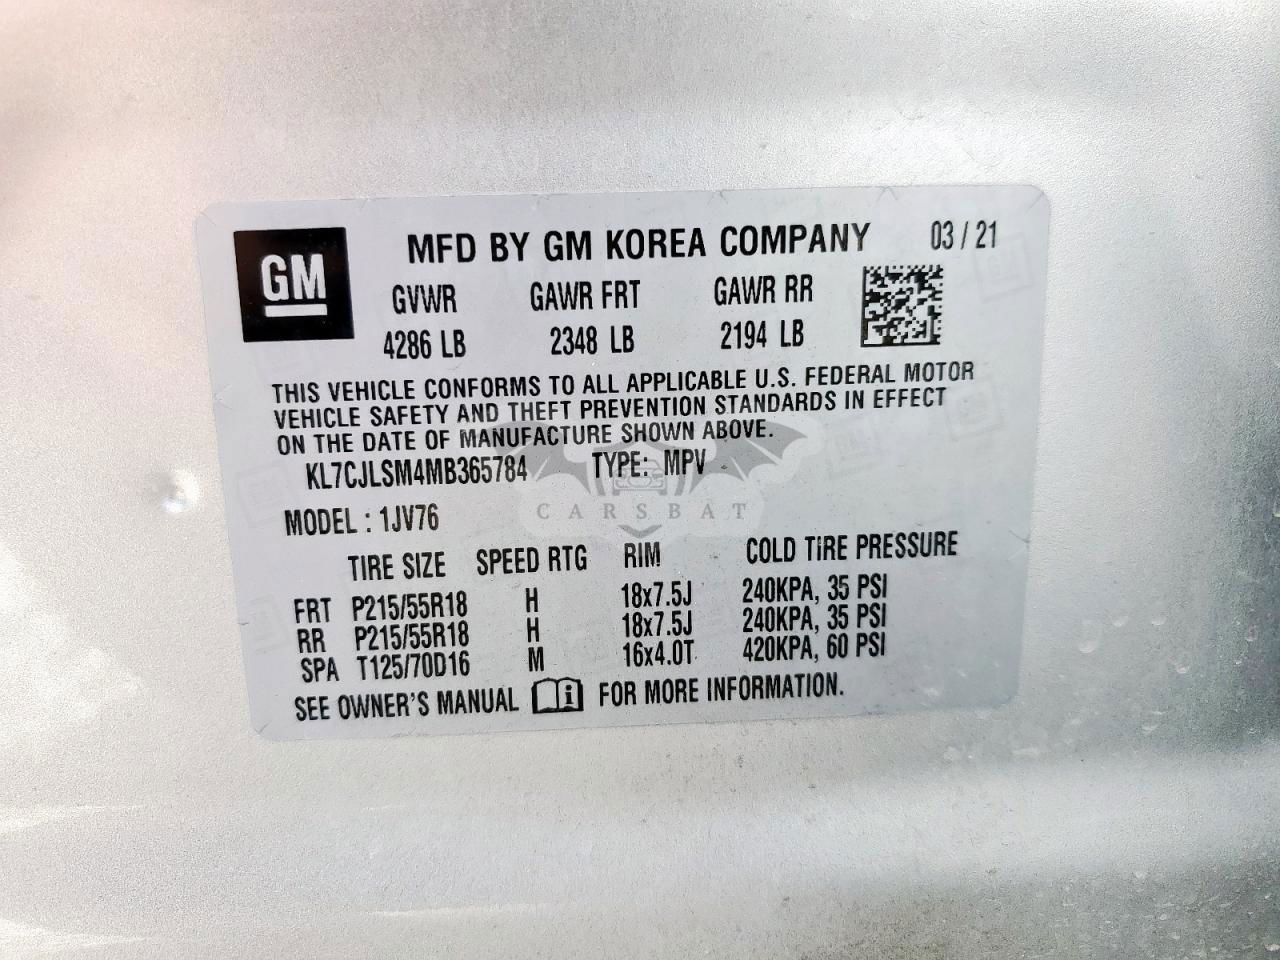 GM
MFD BY GM KOREA COMPANY 03 / 21
GVWR GAWR FRT GAWR RR
4286 LB 2348 LB 2194 LB
THIS VEHICLE CONFORMS TO ALL APPLICABLE U.S. FEDERAL MOTOR
VEHICLE SAFETY AND THEFT PREVENTION STANDARDS IN EFFECT
ON THE DATE OF MANUFACTURE SHOWN ABOVE.
KL7CJLSM4MB365784 TYPE: MPV
CARSBAT
MODEL : 1JV76
TIRE SIZE SPEED RTG RIM COLD TIRE PRESSURE
FRT P215/55R18 H 18x7.5J 240KPA, 35 PSI
RR P215/55R18 H 18x7.5J 240KPA, 35 PSI
SPA T125/70D16 M 16x4.0T 420KPA, 60 PSI
SEE OWNER'S MANUAL i FOR MORE INFORMATION.